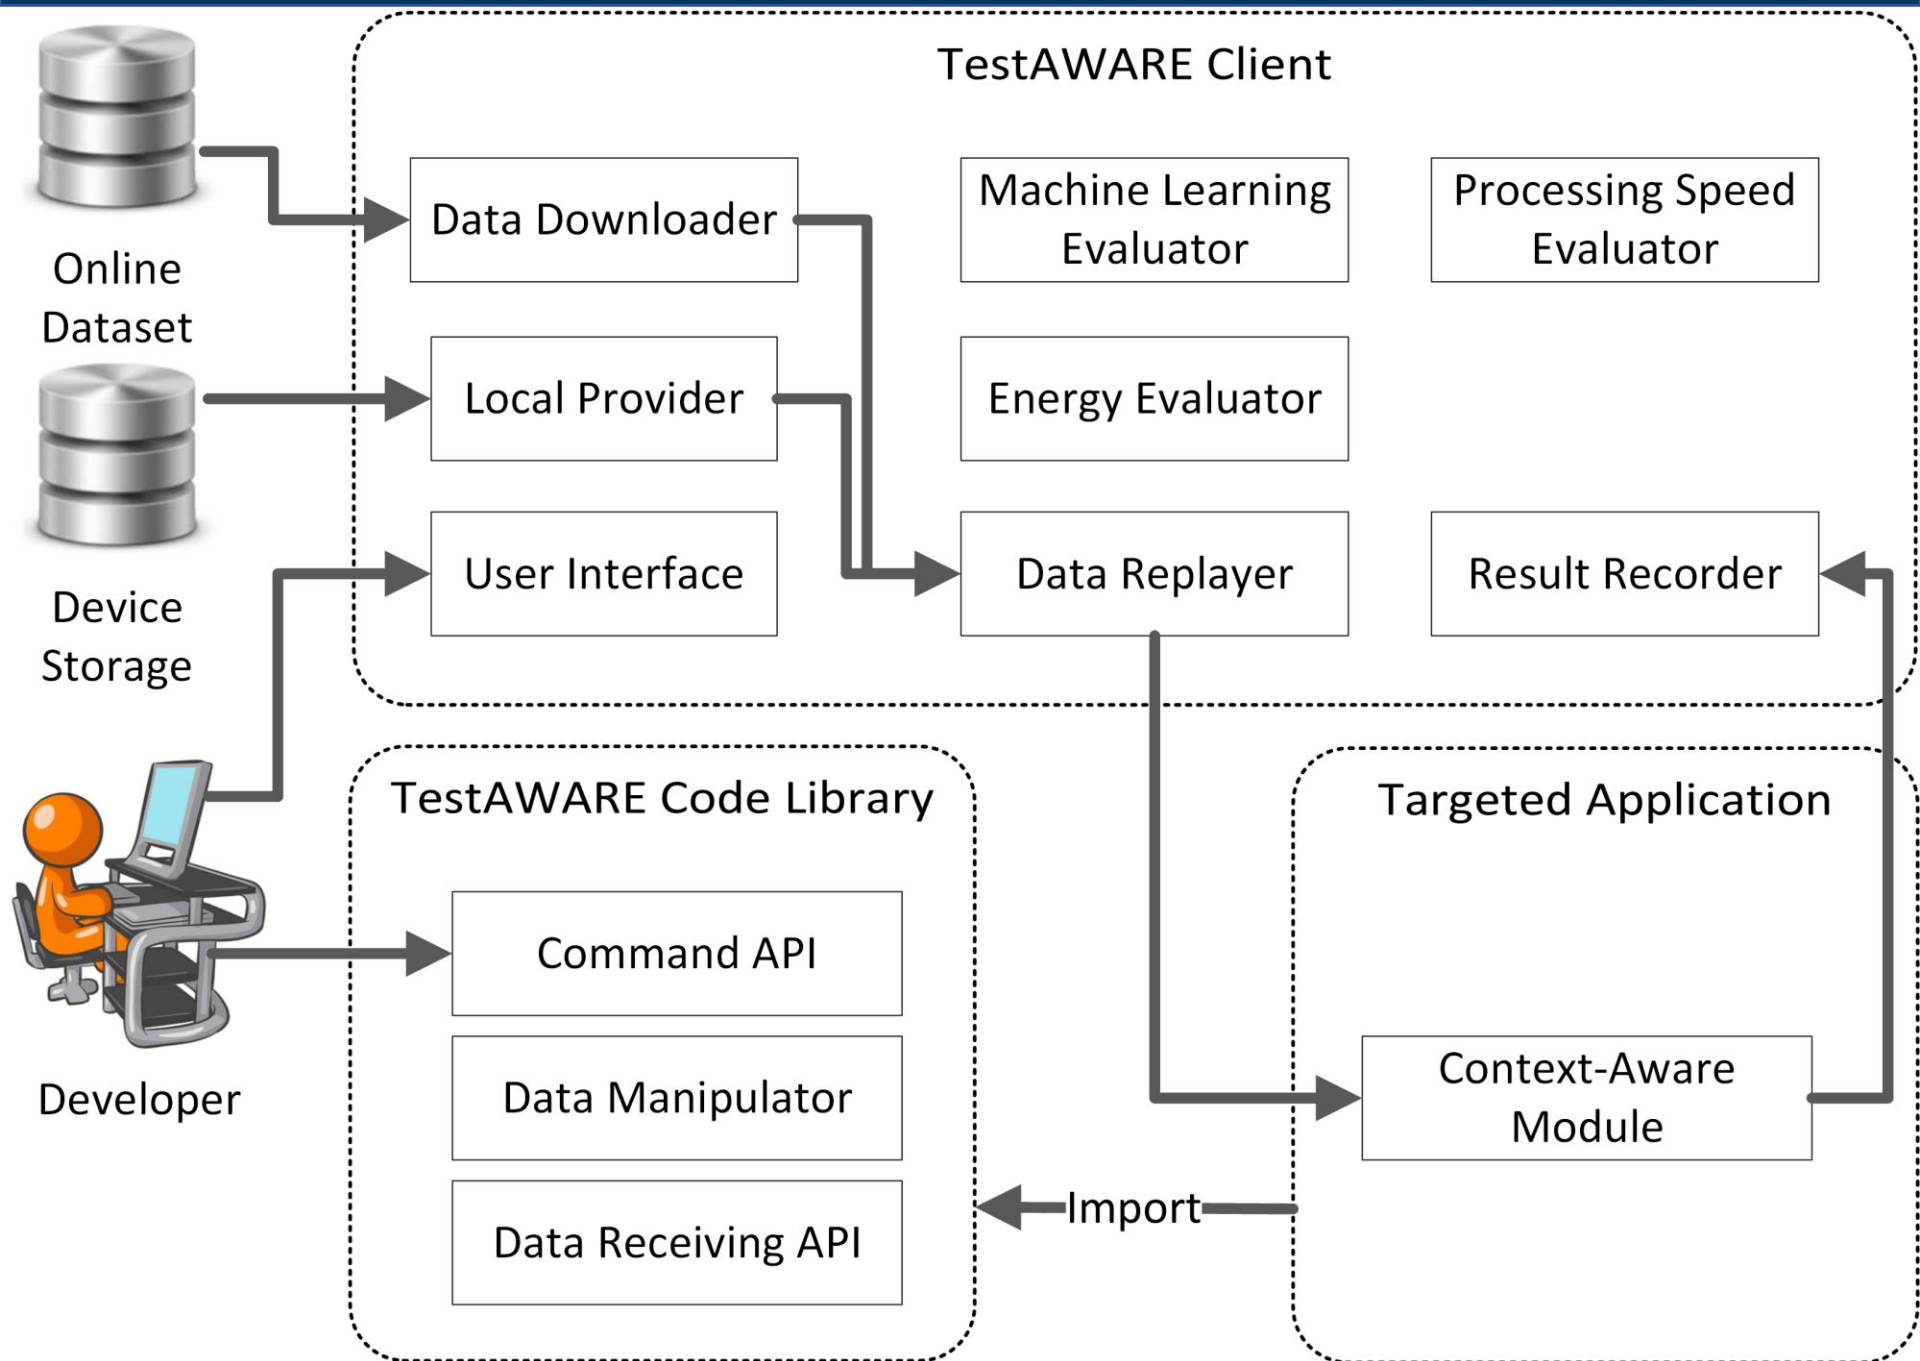 TestAWARE Client
Online
Dataset
Data Downloader
Machine Learning
Evaluator
Processing Speed
Evaluator
Device
Storage
Local Provider
Energy Evaluator
User Interface
Data Replayer
Result Recorder
Developer
TestAWARE Code Library
Command API
Data Manipulator
Data Receiving API
Import
Targeted Application
Context-Aware
Module